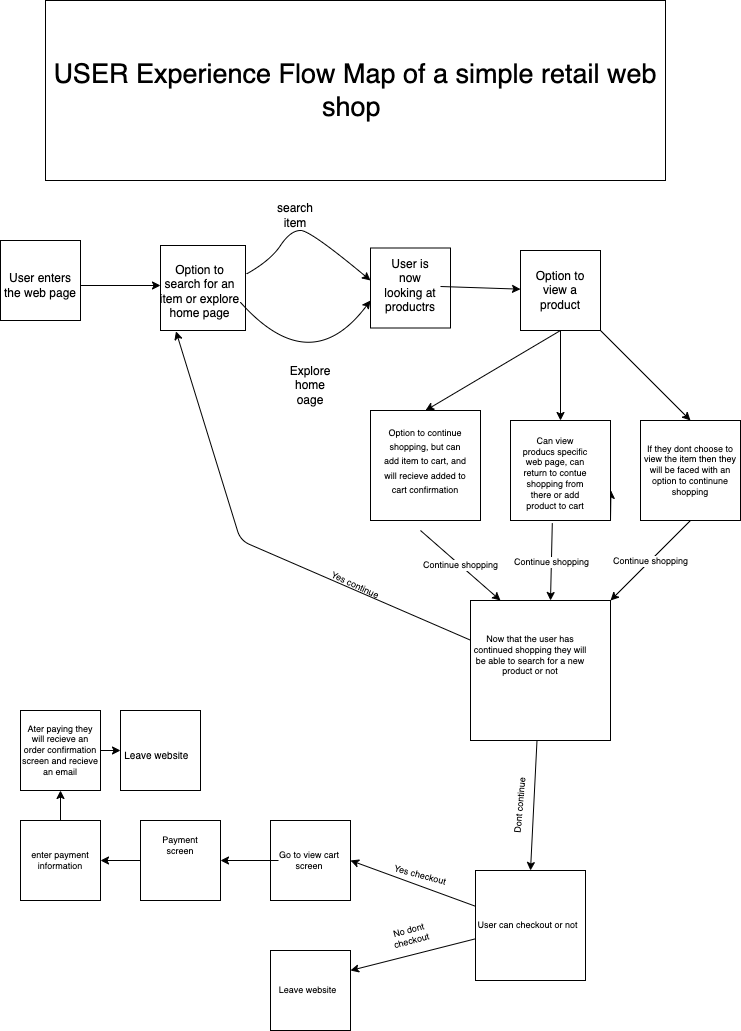 USER Experience Flow Map of a simple retail web
shop
search
item
User enters
the web page
Option to
search for an
item or explore
home page
User is
now
looking at
productrs
Option to
view a
product
Explore
home
oage
Option to continue
shopping, but can
add item to cart, and
will recieve added to
cart confirmation
Can view
producs specific
web page, can
return to contue
shopping from
there or add
product to cart
If they dont choose to
view the item then they
will be faced with an
option to continune
shopping
Continue shopping
Continue shopping
Continue shopping
Yes continue
Now that the user has
continued shopping they will
be able to search for a new
product or not
Ater paying they
will recieve an
order confirmation
screen and recieve
an email
Leave website
Dont continue
enter payment
information
Payment
screen
Go to view cart
screen
Yes checkout
User can checkout or not
No dont
checkout
Leave website